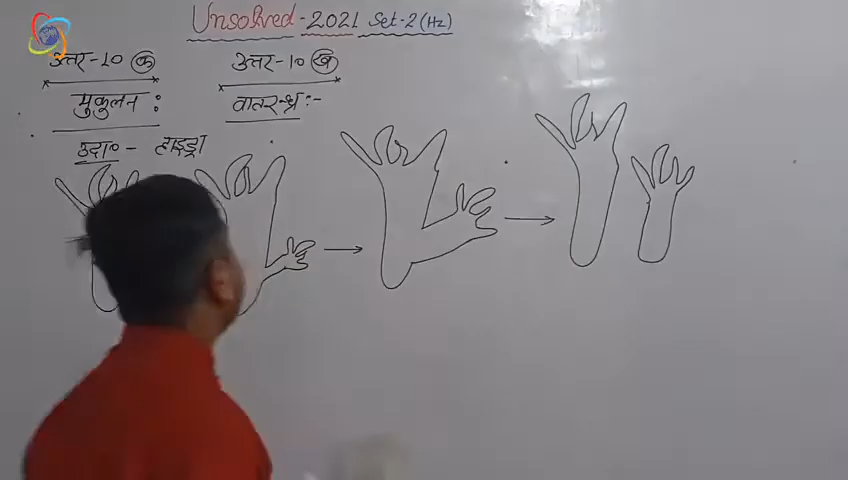 Unsolved - 2021 Set-2 (Hz)
उत्तर-10 (क)
मुकुलन :
उदा० - हाइड्रा
उत्तर-10 (ख)
वातरन्ध्र :-